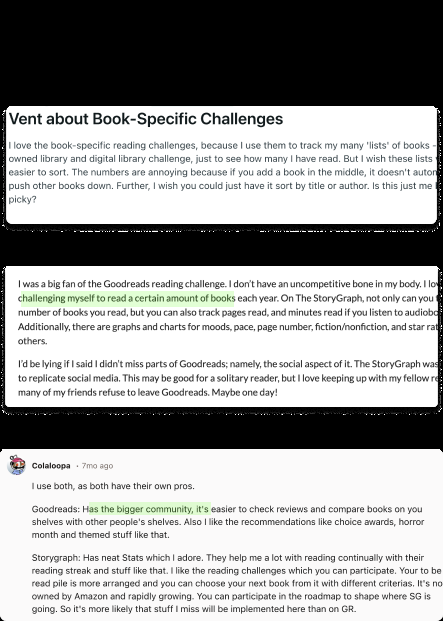 Vent about Book-Specific Challenges
I love the book-specific reading challenges, because I use them to track my many 'lists' of books -
owned library and digital library challenge, just to see how many I have read. But I wish these lists
easier to sort. The numbers are annoying because if you add a book in the middle, it doesn't
push other books down. Further, I wish you could just have it sort by title or author. Is this just me
picky?
I was a big fan of the Goodreads reading challenge. I don't have an uncompetitive bone in my body. I
challenging myself to read a certain amount of books each year. On The StoryGraph, not only can you
number of books you read, but you can also track pages read, and minutes read if you listen to
Additionally, there are graphs and charts for moods, pace, page number, fiction/nonfiction, and star
others.
I'd be lying if I said I didn't miss parts of Goodreads; namely, the social aspect of it. The StoryGraph
to replicate social media. This may be good for a solitary reader, but I love keeping up with my fellow
many of my friends refuse to leave Goodreads. Maybe one day!
Colaloopa • 7mo ago
I use both, as both have their own pros.
Goodreads: Has the bigger community, it's easier to check reviews and compare books on you
shelves with other people's shelves. Also I like the recommendations like choice awards, horror
month and themed stuff like that.
Storygraph: Has neat Stats which I adore. They help me a lot with reading continually with their
reading streak and stuff like that. I like the reading challenges which you can participate. Your to be
read pile is more arranged and you can choose your next book from it with different criterias. It's no
owned by Amazon and rapidly growing. You can participate in the roadmap to shape where SG is
going. So it's more likely that stuff I miss will be implemented here than on GR.